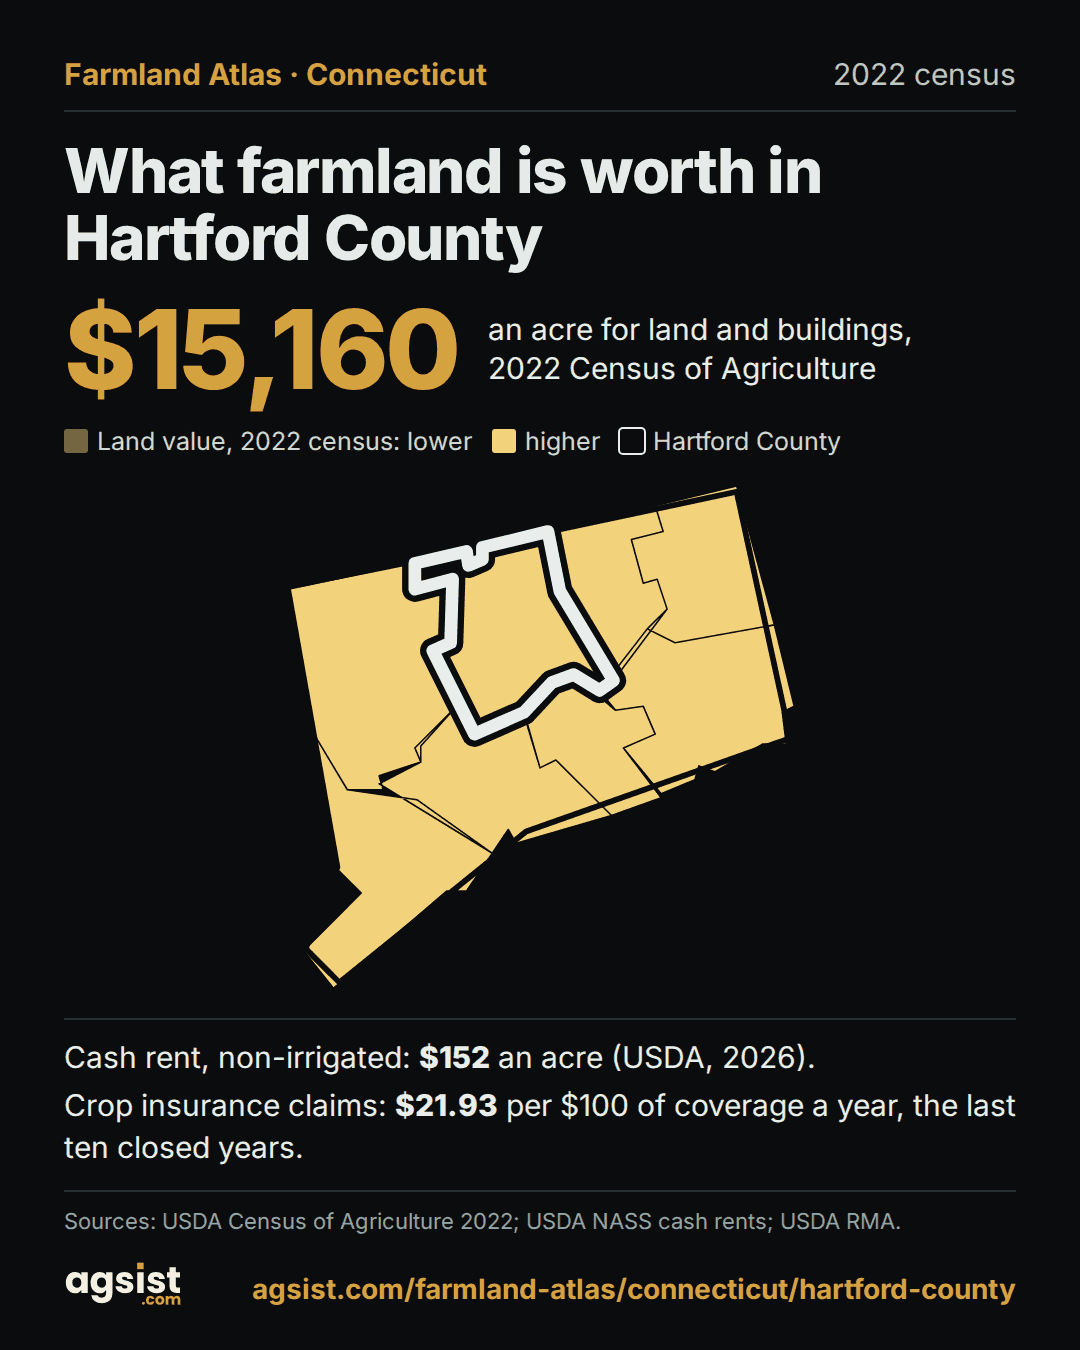 Farmland Atlas · Connecticut
2022 census
What farmland is worth in
Hartford County
$15,160
an acre for land and buildings,
2022 Census of Agriculture
Land value, 2022 census: lower
higher
Hartford County
Cash rent, non-irrigated: $152 an acre (USDA, 2026).
Crop insurance claims: $21.93 per $100 of coverage a year, the last
ten closed years.
Sources: USDA Census of Agriculture 2022; USDA NASS cash rents; USDA RMA.
agsist
.com
agsist.com/farmland-atlas/connecticut/hartford-county